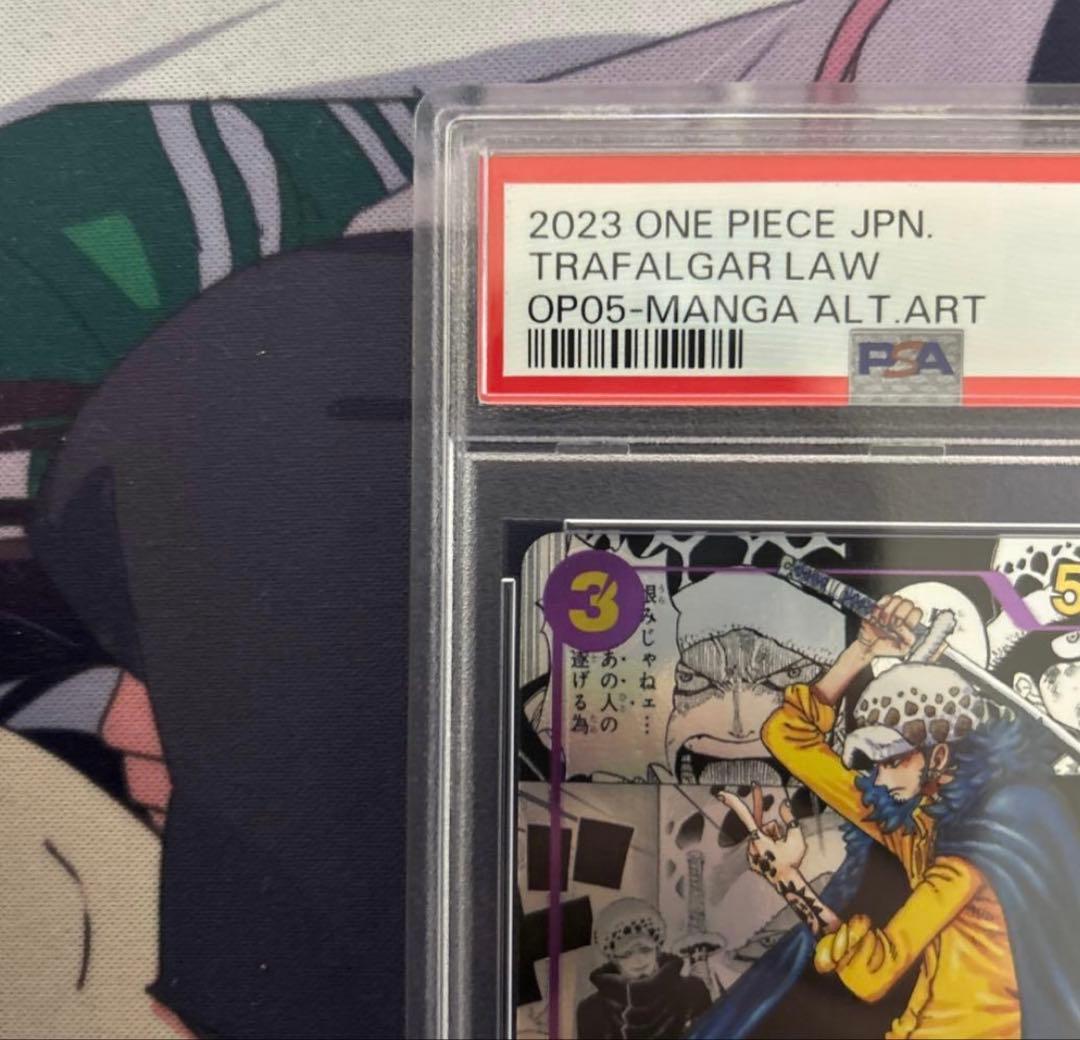 2023 ONE PIECE JPN.
TRAFALGAR LAW
OP05-MANGA ALT.ART
PSA
3
5
恨みじゃねェ…
あの人の
遂げる為